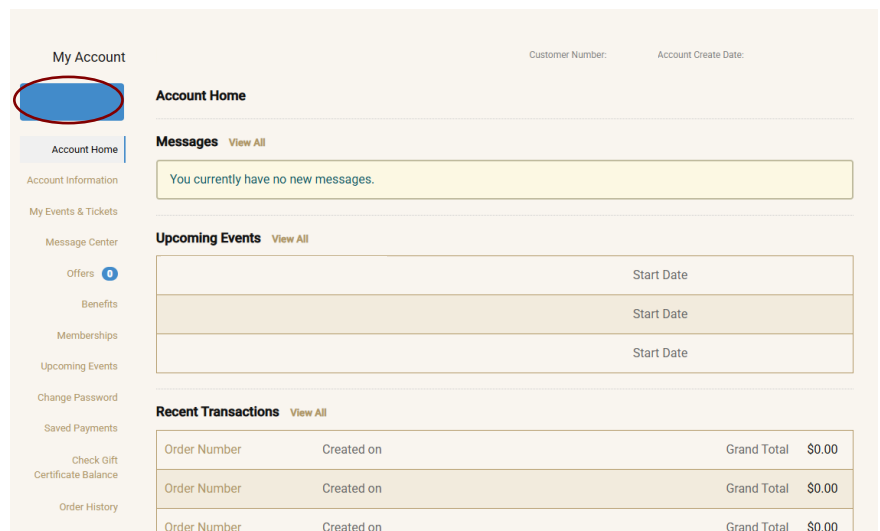 My Account
Customer Number: Account Create Date:
Account Home
Account Home
Messages View All
Account Information
You currently have no new messages.
My Events & Tickets
Message Center
Upcoming Events View All
Offers 0
Start Date
Benefits
Start Date
Memberships
Start Date
Upcoming Events
Change Password
Recent Transactions View All
Saved Payments
Order Number Created on Grand Total $0.00
Check Gift
Certificate Balance
Order Number Created on Grand Total $0.00
Order History
Order Number Created on Grand Total $0.00